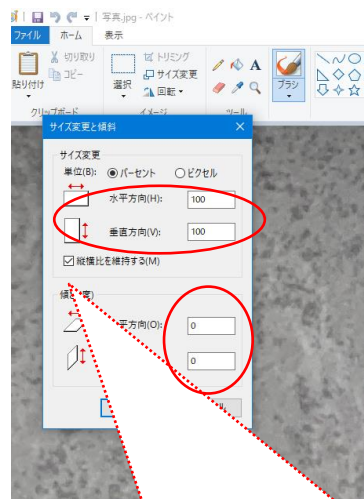 写真.jpg - ペイント
ファイル ホーム 表示
貼り付け
切り取り
コピー
選択
トリミング
サイズ変更
回転
A
ブラシ
クリップボード イメージ ツール
サイズ変更と傾斜
サイズ変更
単位(B): パーセント ピクセル
水平方向(H): 100
垂直方向(V): 100
縦横比を維持する(M)
平方向(O): 0
0